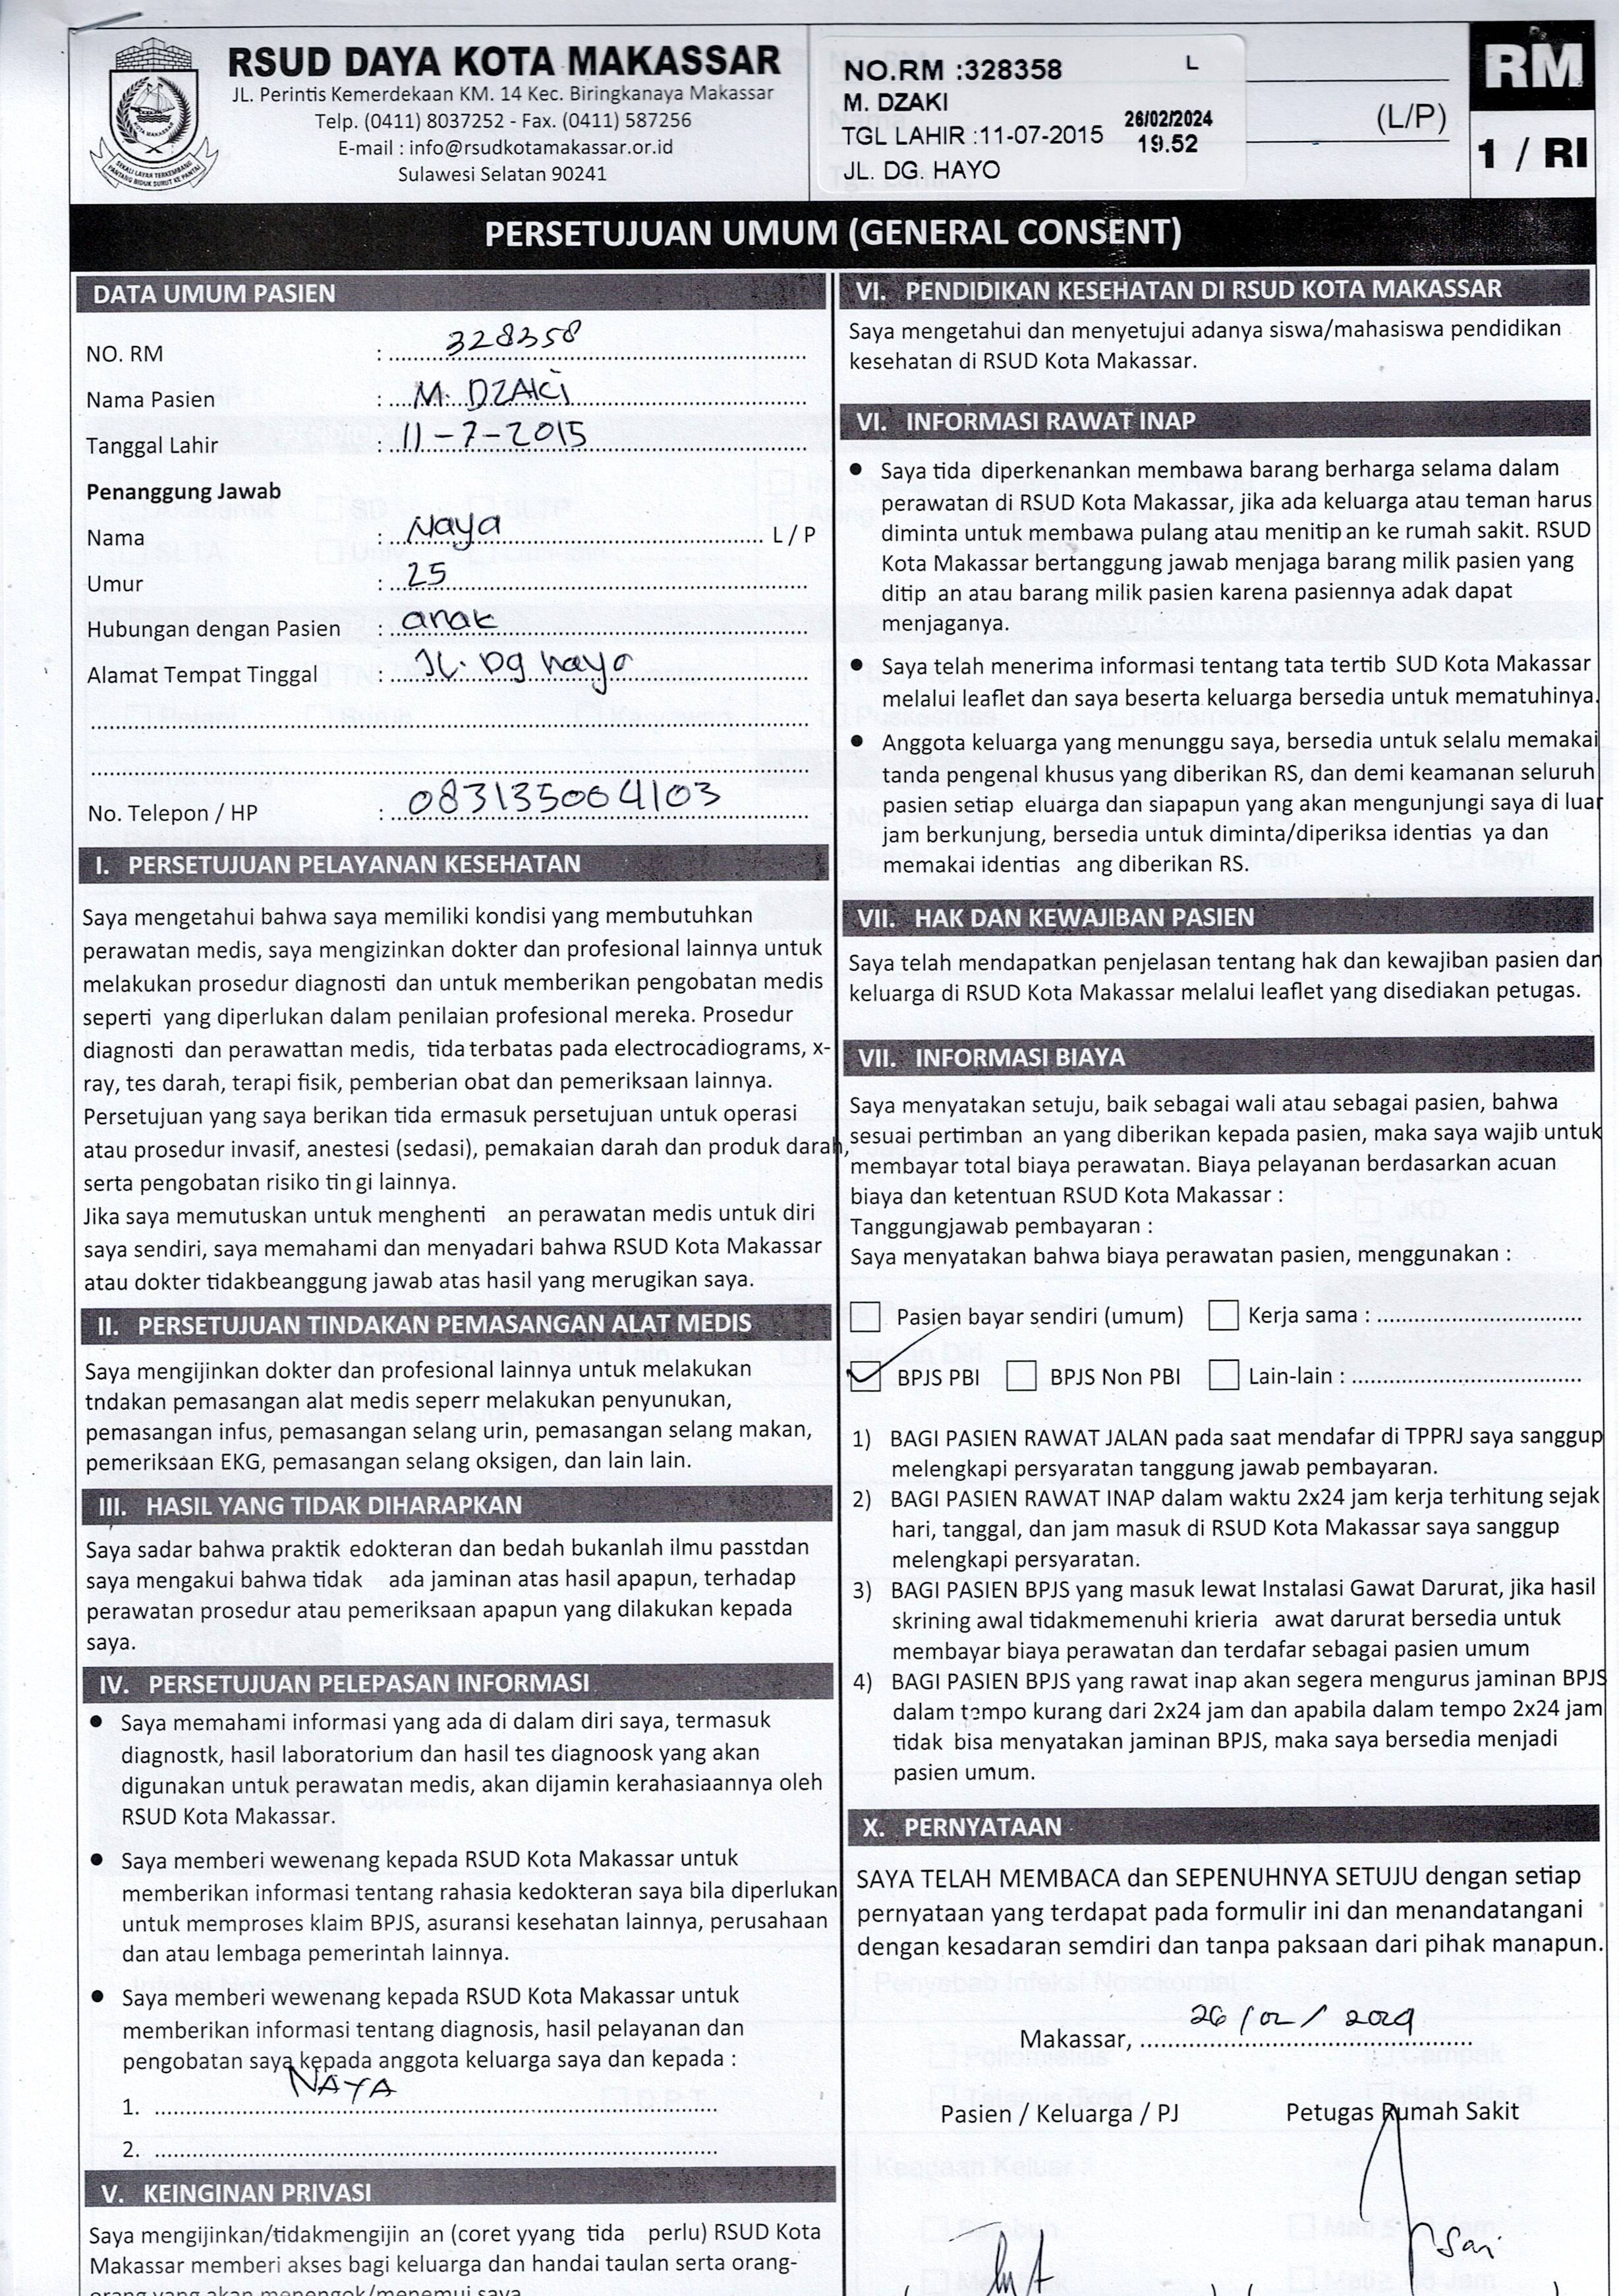 RSUD DAYA KOTA MAKASSAR
JL. Perintis Kemerdekaan KM. 14 Kec. Biringkanaya Makassar
Telp. (0411) 8037252 - Fax. (0411) 587256
E-mail : info@rsudkotamakassar.or.id
Sulawesi Selatan 90241
NO.RM :328358 L
M. DZAKI
TGL LAHIR :11-07-2015
JL. DG. HAYO
26/02/2024
19.52
(L/P)
RM
1 / RI
PERSETUJUAN UMUM (GENERAL CONSENT)
DATA UMUM PASIEN
NO. RM : 328358
Nama Pasien : M. DZAKI
Tanggal Lahir : 11-7-2015
Penanggung Jawab
Nama : Naya L / P
Umur : 25
Hubungan dengan Pasien : anak
Alamat Tempat Tinggal : JL. Dg hayo
No. Telepon / HP : 083135064103
I. PERSETUJUAN PELAYANAN KESEHATAN
Saya mengetahui bahwa saya memiliki kondisi yang membutuhkan
perawatan medis, saya mengizinkan dokter dan profesional lainnya untuk
melakukan prosedur diagnosti dan untuk memberikan pengobatan medis
seperti yang diperlukan dalam penilaian profesional mereka. Prosedur
diagnosti dan perawattan medis, tida terbatas pada electrocadiograms, x-
ray, tes darah, terapi fisik, pemberian obat dan pemeriksaan lainnya.
Persetujuan yang saya berikan tida ermasuk persetujuan untuk operasi
atau prosedur invasif, anestesi (sedasi), pemakaian darah dan produk darah,
serta pengobatan risiko tin gi lainnya.
Jika saya memutuskan untuk menghenti an perawatan medis untuk diri
saya sendiri, saya memahami dan menyadari bahwa RSUD Kota Makassar
atau dokter tidakbeanggung jawab atas hasil yang merugikan saya.
II. PERSETUJUAN TINDAKAN PEMASANGAN ALAT MEDIS
Saya mengijinkan dokter dan profesional lainnya untuk melakukan
tndakan pemasangan alat medis seperr melakukan penyunukan,
pemasangan infus, pemasangan selang urin, pemasangan selang makan,
pemeriksaan EKG, pemasangan selang oksigen, dan lain lain.
III. HASIL YANG TIDAK DIHARAPKAN
Saya sadar bahwa praktik edokteran dan bedah bukanlah ilmu passtdan
saya mengakui bahwa tidak ada jaminan atas hasil apapun, terhadap
perawatan prosedur atau pemeriksaan apapun yang dilakukan kepada
saya.
IV. PERSETUJUAN PELEPASAN INFORMASI
● Saya memahami informasi yang ada di dalam diri saya, termasuk
diagnostk, hasil laboratorium dan hasil tes diagnoosk yang akan
digunakan untuk perawatan medis, akan dijamin kerahasiaannya oleh
RSUD Kota Makassar.
● Saya memberi wewenang kepada RSUD Kota Makassar untuk
memberikan informasi tentang rahasia kedokteran saya bila diperlukan
untuk memproses klaim BPJS, asuransi kesehatan lainnya, perusahaan
dan atau lembaga pemerintah lainnya.
● Saya memberi wewenang kepada RSUD Kota Makassar untuk
memberikan informasi tentang diagnosis, hasil pelayanan dan
pengobatan saya kepada anggota keluarga saya dan kepada :
1. NAYA
2.
V. KEINGINAN PRIVASI
Saya mengijinkan/tidakmengijin an (coret yyang tida perlu) RSUD Kota
Makassar memberi akses bagi keluarga dan handai taulan serta orang-
orang yang akan menengok/menemui saya
VI. PENDIDIKAN KESEHATAN DI RSUD KOTA MAKASSAR
Saya mengetahui dan menyetujui adanya siswa/mahasiswa pendidikan
kesehatan di RSUD Kota Makassar.
VI. INFORMASI RAWAT INAP
● Saya tida diperkenankan membawa barang berharga selama dalam
perawatan di RSUD Kota Makassar, jika ada keluarga atau teman harus
diminta untuk membawa pulang atau menitip an ke rumah sakit. RSUD
Kota Makassar bertanggung jawab menjaga barang milik pasien yang
ditip an atau barang milik pasien karena pasiennya adak dapat
menjaganya.
● Saya telah menerima informasi tentang tata tertib SUD Kota Makassar
melalui leaflet dan saya beserta keluarga bersedia untuk mematuhinya.
● Anggota keluarga yang menunggu saya, bersedia untuk selalu memakai
tanda pengenal khusus yang diberikan RS, dan demi keamanan seluruh
pasien setiap eluarga dan siapapun yang akan mengunjungi saya di luar
jam berkunjung, bersedia untuk diminta/diperiksa identias ya dan
memakai identias ang diberikan RS.
VII. HAK DAN KEWAJIBAN PASIEN
Saya telah mendapatkan penjelasan tentang hak dan kewajiban pasien dan
keluarga di RSUD Kota Makassar melalui leaflet yang disediakan petugas.
VII. INFORMASI BIAYA
Saya menyatakan setuju, baik sebagai wali atau sebagai pasien, bahwa
sesuai pertimban an yang diberikan kepada pasien, maka saya wajib untuk
membayar total biaya perawatan. Biaya pelayanan berdasarkan acuan
biaya dan ketentuan RSUD Kota Makassar :
Tanggungjawab pembayaran :
Saya menyatakan bahwa biaya perawatan pasien, menggunakan :
Pasien bayar sendiri (umum) Kerja sama :
BPJS PBI BPJS Non PBI Lain-lain :
1) BAGI PASIEN RAWAT JALAN pada saat mendafar di TPPRJ saya sanggup
melengkapi persyaratan tanggung jawab pembayaran.
2) BAGI PASIEN RAWAT INAP dalam waktu 2x24 jam kerja terhitung sejak
hari, tanggal, dan jam masuk di RSUD Kota Makassar saya sanggup
melengkapi persyaratan.
3) BAGI PASIEN BPJS yang masuk lewat Instalasi Gawat Darurat, jika hasil
skrining awal tidakmemenuhi krieria awat darurat bersedia untuk
membayar biaya perawatan dan terdafar sebagai pasien umum
4) BAGI PASIEN BPJS yang rawat inap akan segera mengurus jaminan BPJS
dalam tempo kurang dari 2x24 jam dan apabila dalam tempo 2x24 jam
tidak bisa menyatakan jaminan BPJS, maka saya bersedia menjadi
pasien umum.
X. PERNYATAAN
SAYA TELAH MEMBACA dan SEPENUHNYA SETUJU dengan setiap
pernyataan yang terdapat pada formulir ini dan menandatangani
dengan kesadaran semdiri dan tanpa paksaan dari pihak manapun.
Makassar, 26/02/2024
Pasien / Keluarga / PJ Petugas Rumah Sakit